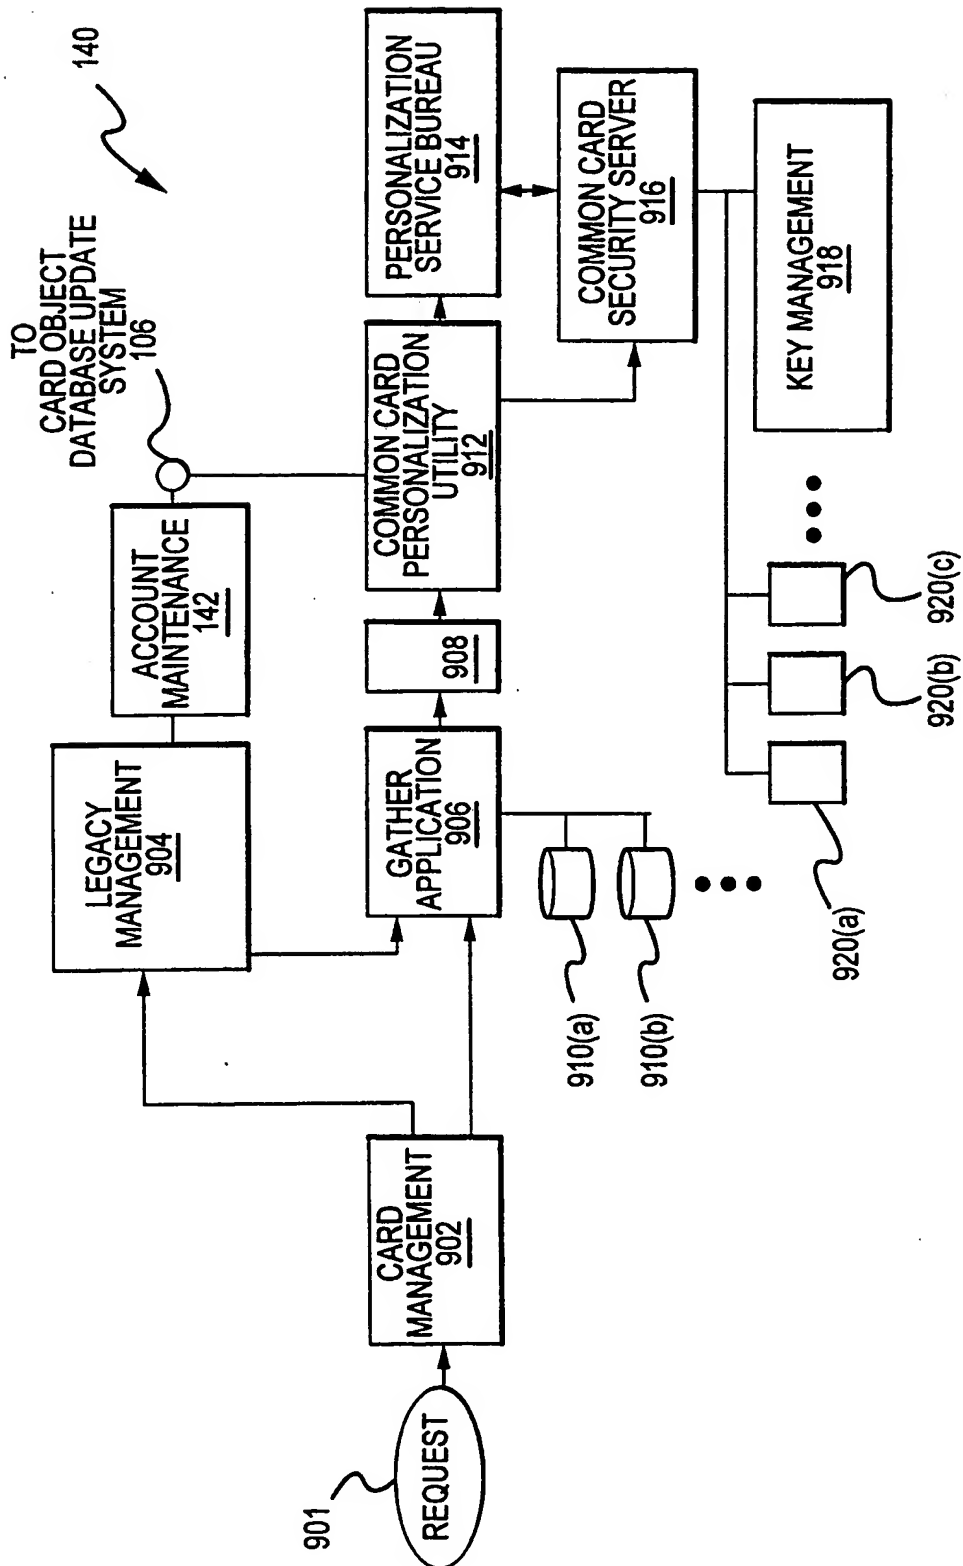 140
TO
CARD OBJECT
DATABASE UPDATE
SYSTEM
106
PERSONALIZATION
SERVICE BUREAU
914
COMMON CARD
SECURITY SERVER
916
KEY MANAGEMENT
918
COMMON CARD
PERSONALIZATION
UTILITY
912
ACCOUNT
MAINTENANCE
142
908
LEGACY
MANAGEMENT
904
GATHER
APPLICATION
906
920(c)
920(b)
920(a)
910(a)
910(b)
CARD
MANAGEMENT
902
REQUEST
901